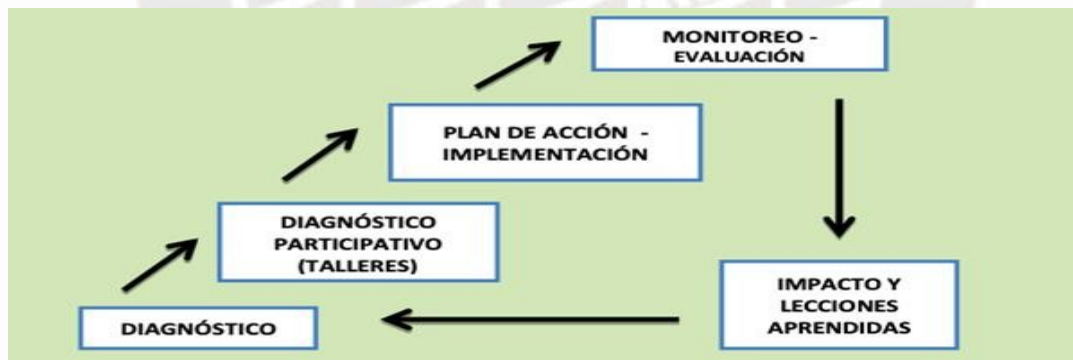 MONITOREO -
EVALUACIÓN
PLAN DE ACCIÓN -
IMPLEMENTACIÓN
DIAGNÓSTICO
PARTICIPATIVO
(TALLERES)
IMPACTO Y
LECCIONES
APRENDIDAS
DIAGNÓSTICO